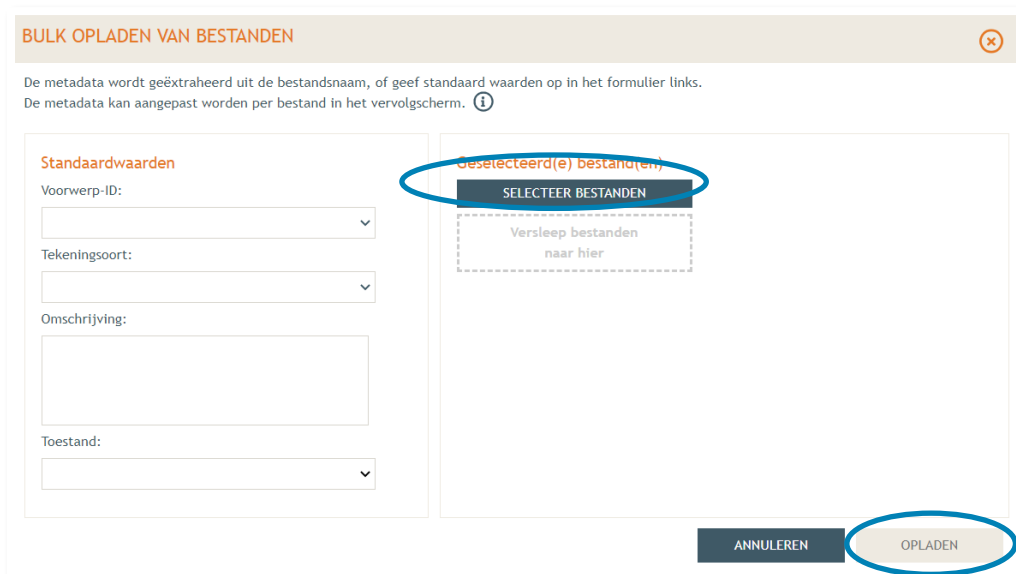 BULK OPLADEN VAN BESTANDEN
De metadata wordt geëxtraheerd uit de bestandsnaam, of geef standaard waarden op in het formulier links.
De metadata kan aangepast worden per bestand in het vervolgscherm.
Standaardwaarden
Voorwerp-ID:
Tekeningsoort:
Omschrijving:
Toestand:
Geselecteerd(e) bestand(en)
SELECTEER BESTANDEN
Versleep bestanden
naar hier
ANNULEREN
OPLADEN